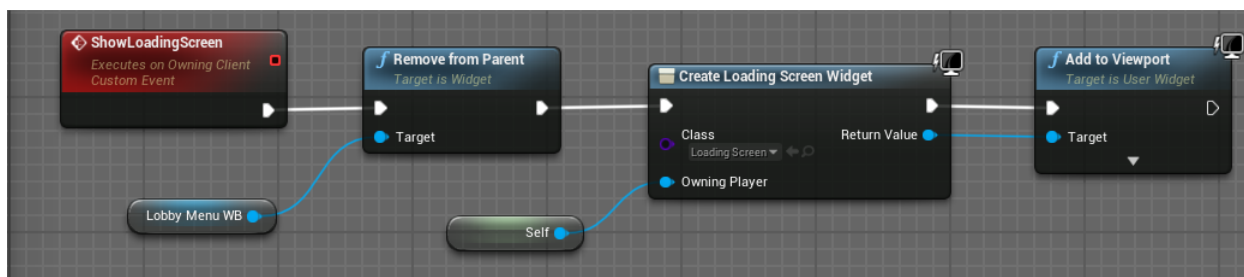 ShowLoadingScreen
Executes on Owning Client
Custom Event
f Remove from Parent
Target is Widget
Target
Lobby Menu WB
Create Loading Screen Widget
Class
Loading Screen
Return Value
Owning Player
Self
f Add to Viewport
Target is User Widget
Target